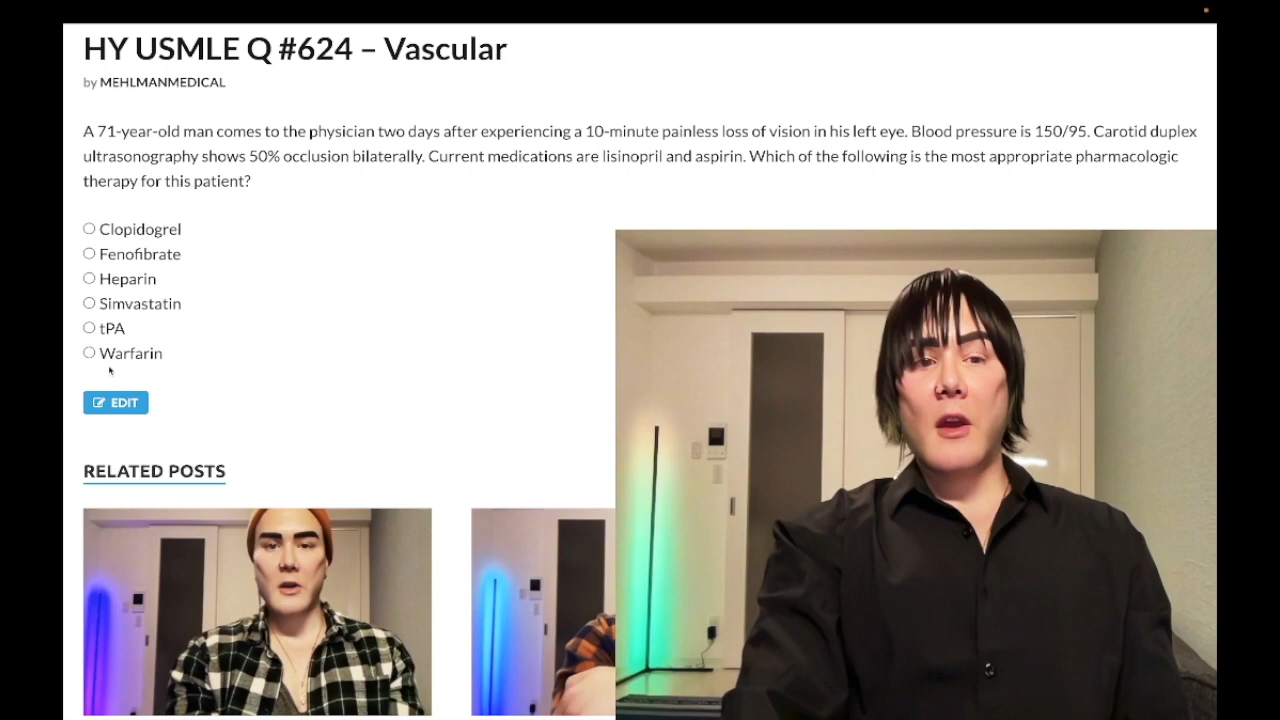 HY USMLE Q #624 – Vascular
by MEHLMANMEDICAL
A 71-year-old man comes to the physician two days after experiencing a 10-minute painless loss of vision in his left eye. Blood pressure is 150/95. Carotid duplex
ultrasonography shows 50% occlusion bilaterally. Current medications are lisinopril and aspirin. Which of the following is the most appropriate pharmacologic
therapy for this patient?
Clopidogrel
Fenofibrate
Heparin
Simvastatin
tPA
Warfarin
EDIT
RELATED POSTS